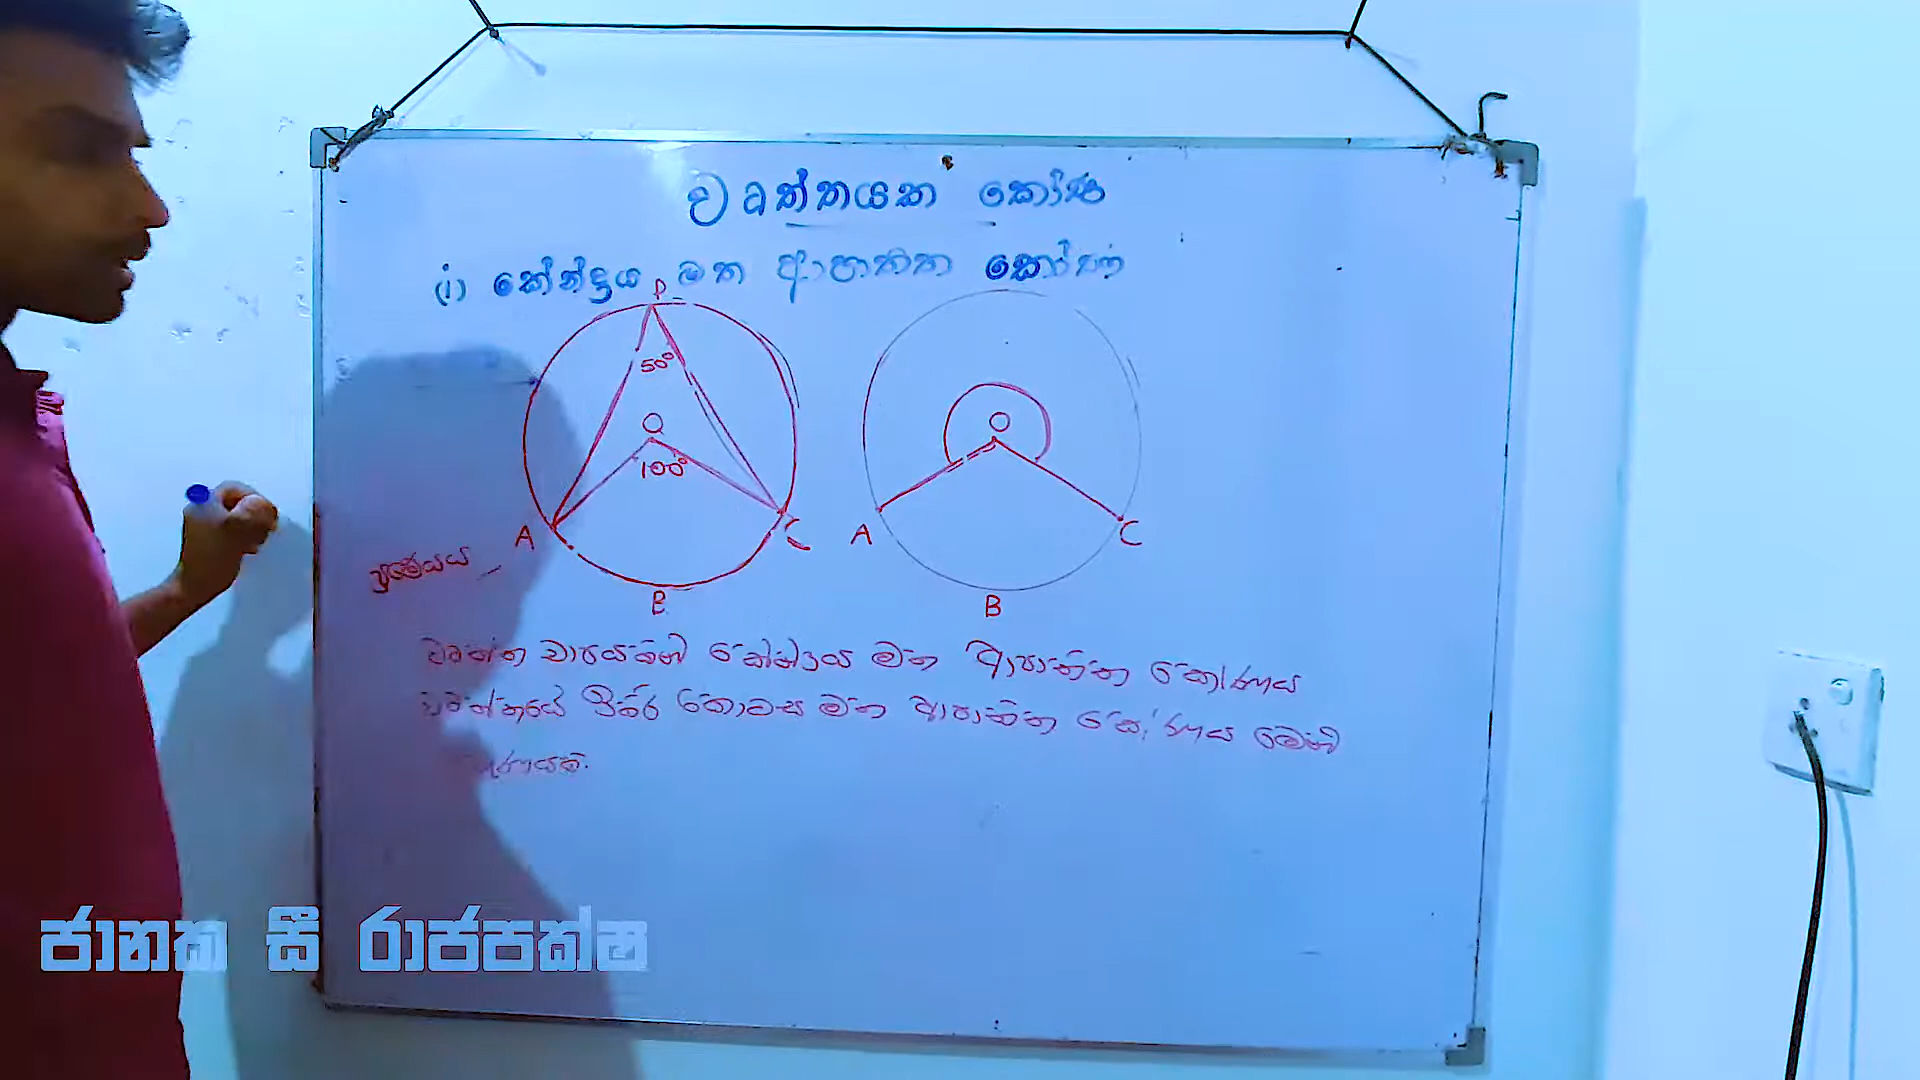 වෘත්තයක කෝණ
(i) කේන්ද්‍රය මත ආපාතිත කෝණ
P
50°
O
100°
A
C
B
O
A
C
B
ප්‍රමේයය –
වෘත්ත චාපයකින් කේන්ද්‍රය මත ආපාතිත කෝණය
වෘත්තයේ ඉතිරි කොටස මත ආපාතිත කෝණය මෙන්
ජානක සී රාජපක්ෂ